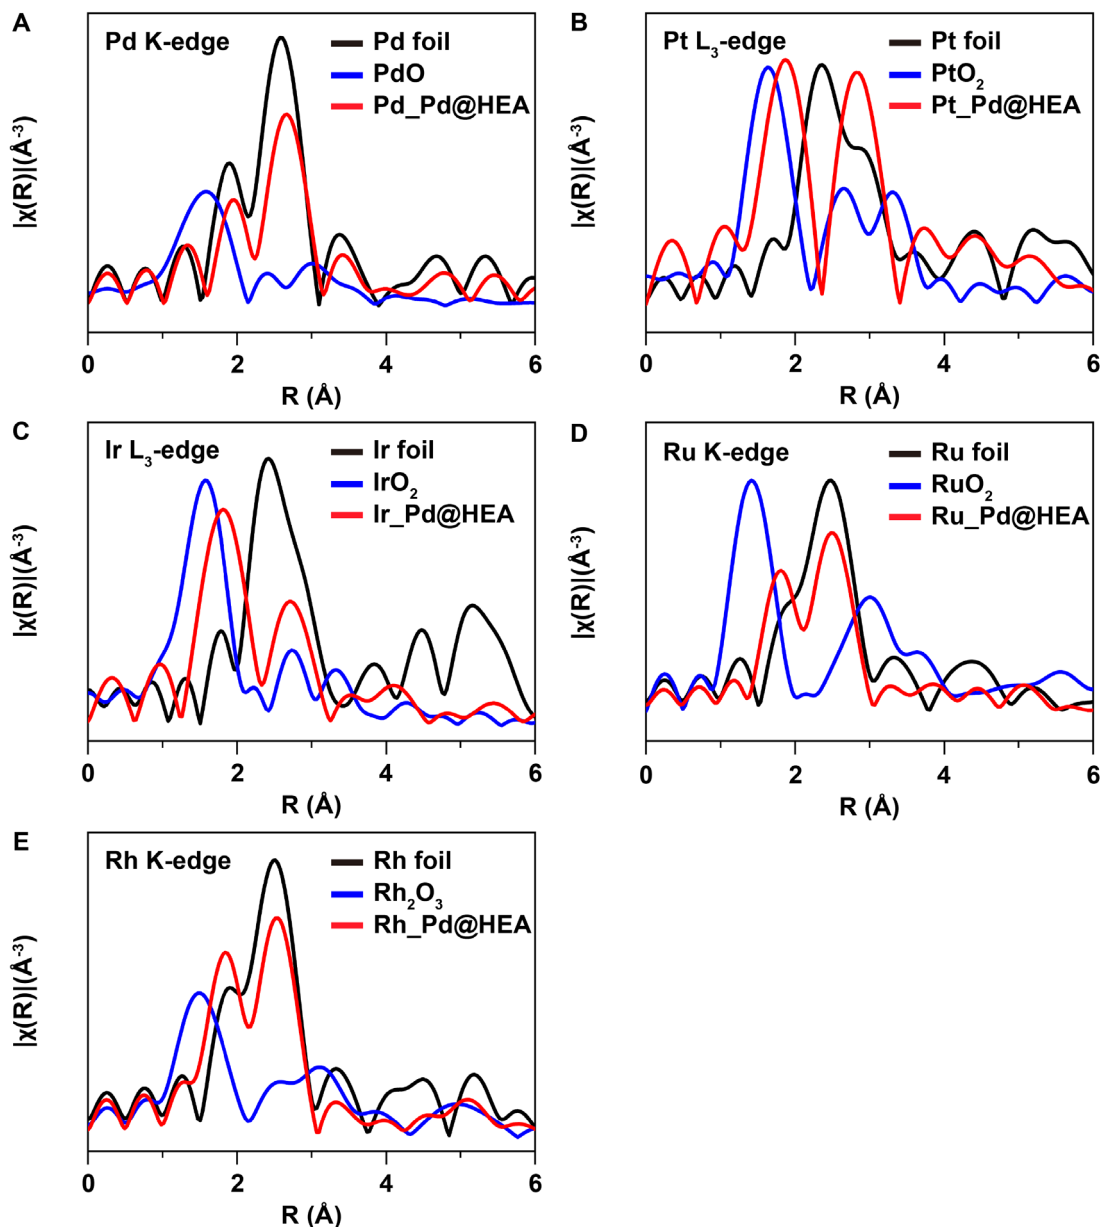 A
Pd K-edge
Pd foil
PdO
Pd_Pd@HEA
|χ(R)|(Å⁻³)
0 2 4 6
R (Å)
B
Pt L₃-edge
Pt foil
PtO₂
Pt_Pd@HEA
|χ(R)|(Å⁻³)
0 2 4 6
R (Å)
C
Ir L₃-edge
Ir foil
IrO₂
Ir_Pd@HEA
|χ(R)|(Å⁻³)
0 2 4 6
R (Å)
D
Ru K-edge
Ru foil
RuO₂
Ru_Pd@HEA
|χ(R)|(Å⁻³)
0 2 4 6
R (Å)
E
Rh K-edge
Rh foil
Rh₂O₃
Rh_Pd@HEA
|χ(R)|(Å⁻³)
0 2 4 6
R (Å)